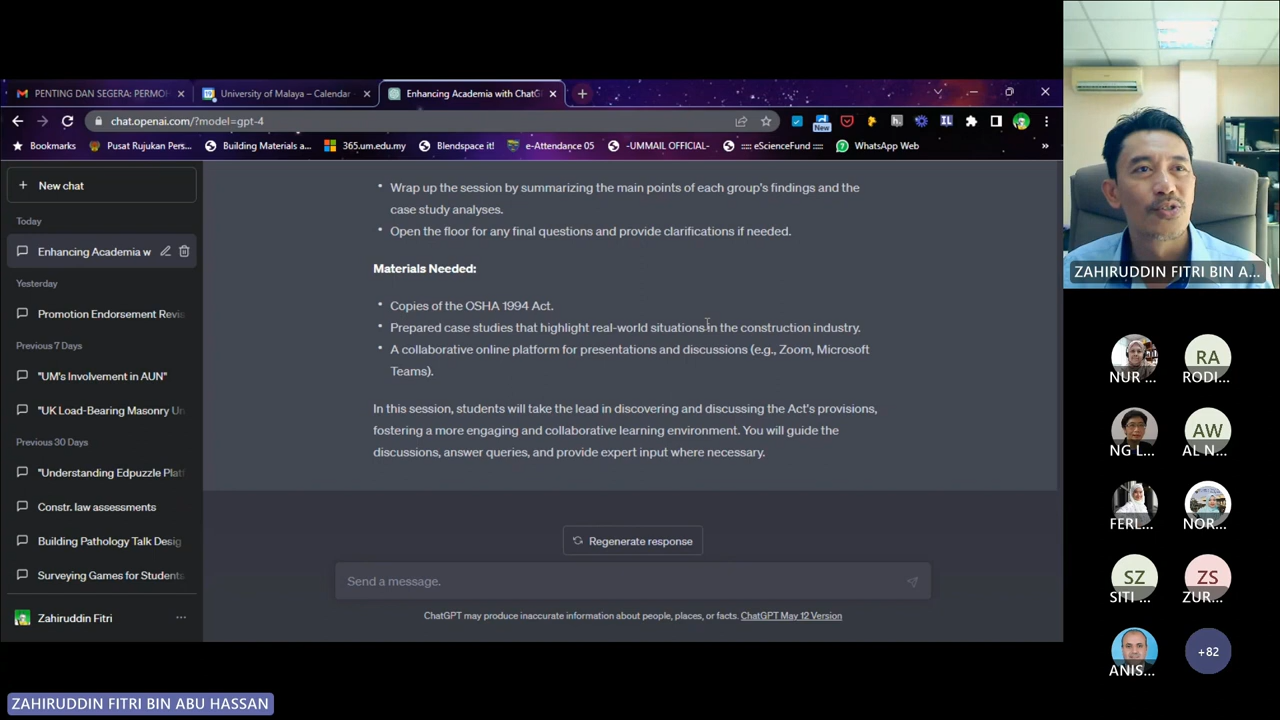 PENTING DAN SEGERA: PERMO
University of Malaya – Calendar
Enhancing Academia with ChatG
chat.openai.com/?model=gpt-4
New
Bookmarks
Pusat Rujukan Pers...
Building Materials a...
365.um.edu.my
Blendspace it!
e-Attendance 05
-UMMAIL OFFICIAL-
::::: eScienceFund ::::
WhatsApp Web
»
+ New chat
Today
Enhancing Academia w
Yesterday
Promotion Endorsement Revi
Previous 7 Days
"UM's Involvement in AUN"
"UK Load-Bearing Masonry Un
Previous 30 Days
"Understanding Edpuzzle Plat
Constr. law assessments
Building Pathology Talk Desig
Surveying Games for Students
Zahiruddin Fitri
• Wrap up the session by summarizing the main points of each group's findings and the
case study analyses.
• Open the floor for any final questions and provide clarifications if needed.
Materials Needed:
• Copies of the OSHA 1994 Act.
• Prepared case studies that highlight real-world situations in the construction industry.
• A collaborative online platform for presentations and discussions (e.g., Zoom, Microsoft
Teams).
In this session, students will take the lead in discovering and discussing the Act's provisions,
fostering a more engaging and collaborative learning environment. You will guide the
discussions, answer queries, and provide expert input where necessary.
Regenerate response
Send a message.
ChatGPT may produce inaccurate information about people, places, or facts. ChatGPT May 12 Version
ZAHIRUDDIN FITRI BIN A...
NUR ...
RA
RODI...
NG L...
AW
AL N...
FERL...
NOR...
SZ
SITI ...
ZS
ZUR...
ANIS...
+82
ZAHIRUDDIN FITRI BIN ABU HASSAN